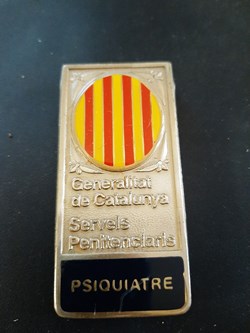 Generalitat
de Catalunya
Serveis
Penitenciaris
PSIQUIATRE